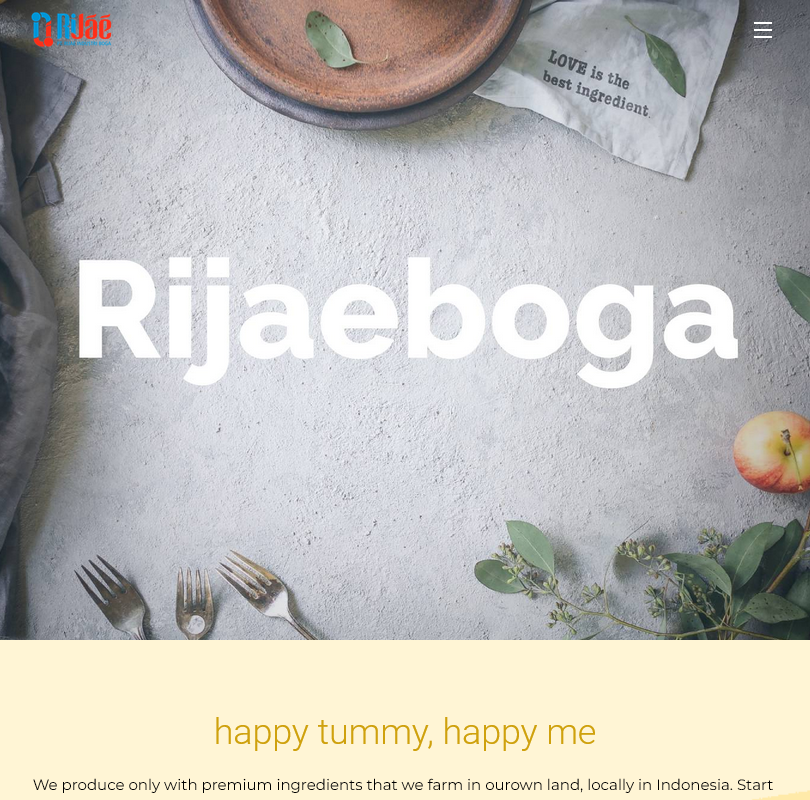 RIJáé
LOVE is the
best ingredient
Rijaeboga
happy tummy, happy me
We produce only with premium ingredients that we farm in ourown land, locally in Indonesia. Start